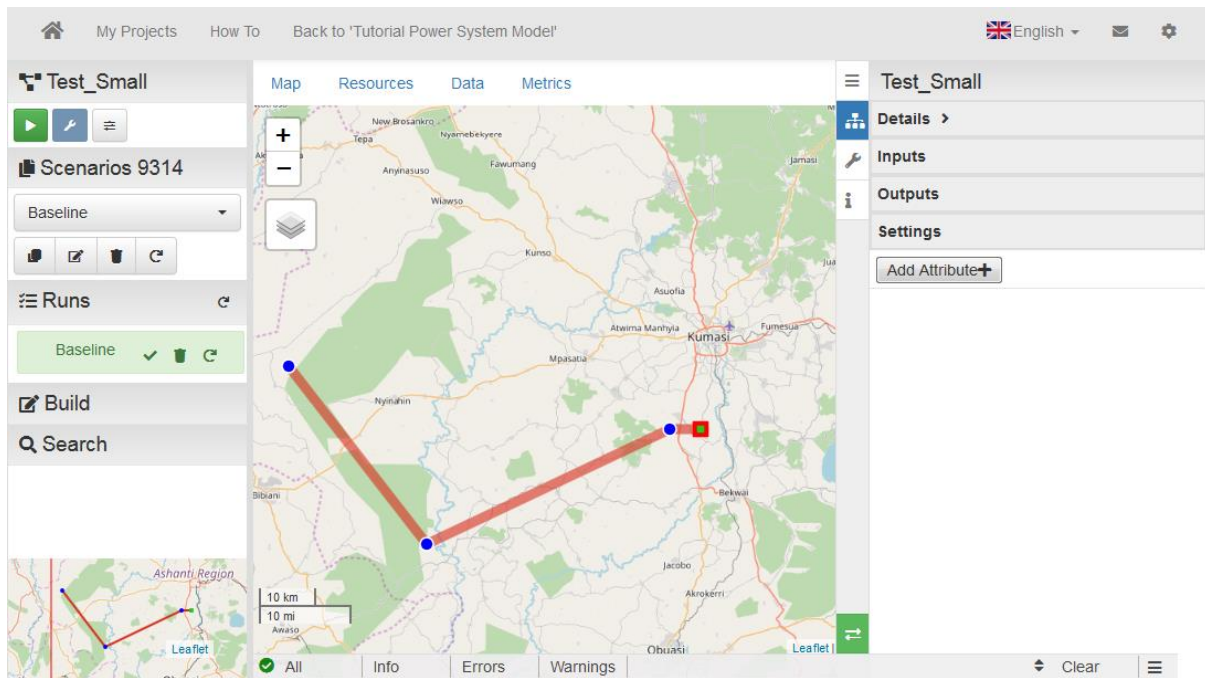 My Projects How To Back to 'Tutorial Power System Model' English
Test_Small
Scenarios 9314
Baseline
Runs
Baseline
Build
Search
Ashanti Region
Leaflet
Map Resources Data Metrics
+
−
New Brosankro
Tepa
Nyamebekyere
Anyinasuso
Fawumang
Jamasi
Wiawso
Kunso
Asuofia
Atwima Manhyia
Kumasi
Fumesua
Mpasatia
Nyinahin
Bibiani
Bekwai
Jacobo
Akrokerri
10 km
10 mi
Awaso
Obuasi
Leaflet |
All Info Errors Warnings Clear
Test_Small
Details
Inputs
Outputs
Settings
Add Attribute+